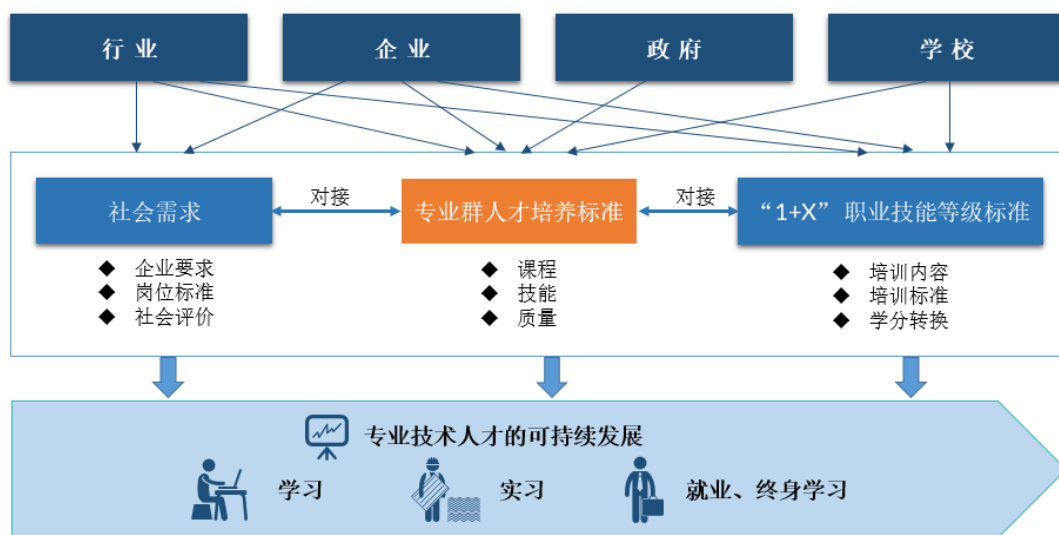 行 业
企 业
政 府
学 校
社会需求
对接
专业群人才培养标准
对接
“1+X”职业技能等级标准
◆ 企业要求
◆ 岗位标准
◆ 社会评价
◆ 课程
◆ 技能
◆ 质量
◆ 培训内容
◆ 培训标准
◆ 学分转换
专业技术人才的可持续发展
学习
实习
就业、终身学习